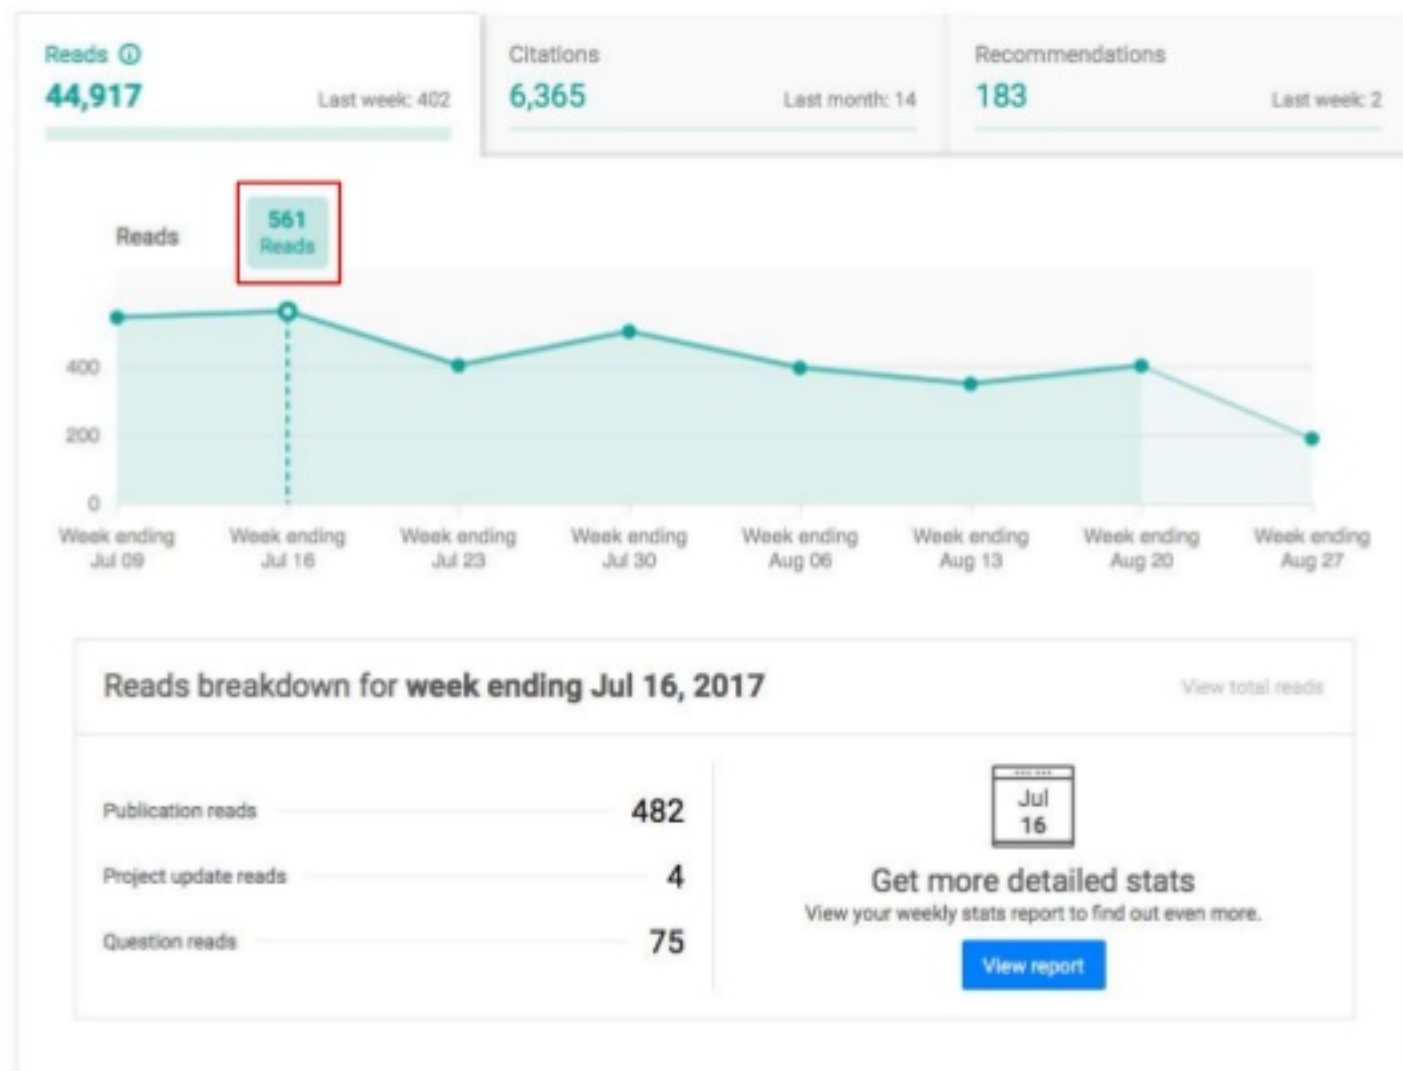 Reads
44,917 Last week: 402
Citations
6,365 Last month: 14
Recommendations
183 Last week: 2
561
Reads
Reads
400
200
0
Week ending
Jul 09
Week ending
Jul 16
Week ending
Jul 23
Week ending
Jul 30
Week ending
Aug 06
Week ending
Aug 13
Week ending
Aug 20
Week ending
Aug 27
Reads breakdown for week ending Jul 16, 2017
View total reads
Publication reads 482
Project update reads 4
Question reads 75
Jul
16
Get more detailed stats
View your weekly stats report to find out even more.
View report